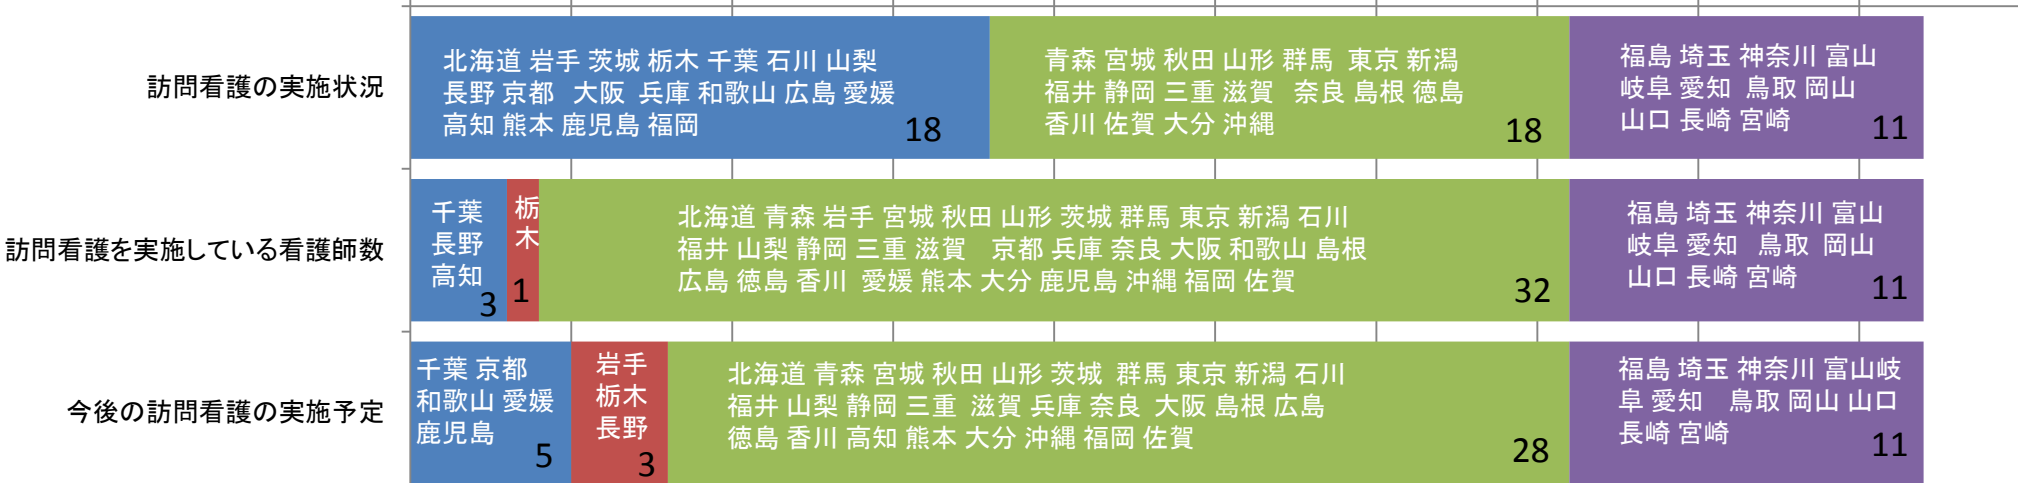 訪問看護の実施状況
北海道 岩手 茨城 栃木 千葉 石川 山梨
長野 京都 大阪 兵庫 和歌山 広島 愛媛
高知 熊本 鹿児島 福岡
18
青森 宮城 秋田 山形 群馬 東京 新潟
福井 静岡 三重 滋賀 奈良 島根 徳島
香川 佐賀 大分 沖縄
18
福島 埼玉 神奈川 富山
岐阜 愛知 鳥取 岡山
山口 長崎 宮崎
11
訪問看護を実施している看護師数
千葉
長野
高知
3
栃
木
1
北海道 青森 岩手 宮城 秋田 山形 茨城 群馬 東京 新潟 石川
福井 山梨 静岡 三重 滋賀 京都 兵庫 奈良 大阪 和歌山 島根
広島 徳島 香川 愛媛 熊本 大分 鹿児島 沖縄 福岡 佐賀
32
福島 埼玉 神奈川 富山
岐阜 愛知 鳥取 岡山
山口 長崎 宮崎
11
今後の訪問看護の実施予定
千葉 京都
和歌山 愛媛
鹿児島
5
岩手
栃木
長野
3
北海道 青森 宮城 秋田 山形 茨城 群馬 東京 新潟 石川
福井 山梨 静岡 三重 滋賀 兵庫 奈良 大阪 島根 広島
徳島 香川 高知 熊本 大分 沖縄 福岡 佐賀
28
福島 埼玉 神奈川 富山岐
阜 愛知 鳥取 岡山 山口
長崎 宮崎
11